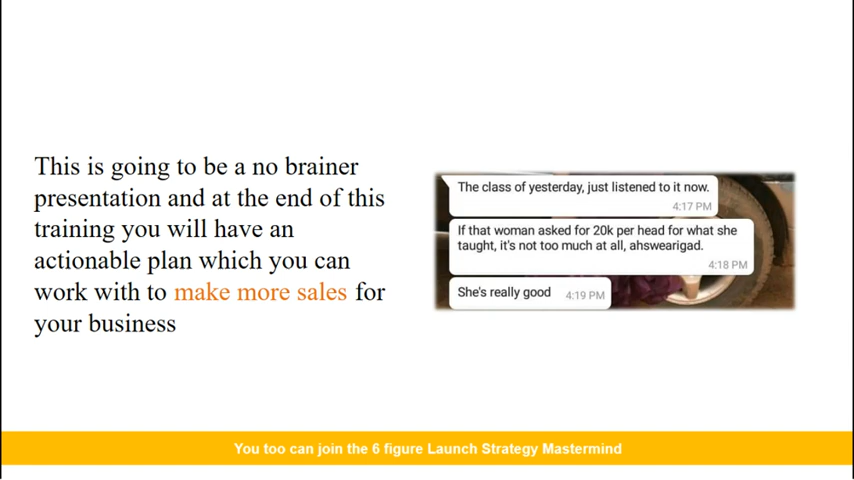 This is going to be a no brainer
presentation and at the end of this
training you will have an
actionable plan which you can
work with to make more sales for
your business
The class of yesterday, just listened to it now.
4:17 PM
If that woman asked for 20k per head for what she
taught, it's not too much at all, ahswearigad.
4:18 PM
She's really good 4:19 PM
You too can join the 6 figure Launch Strategy Mastermind